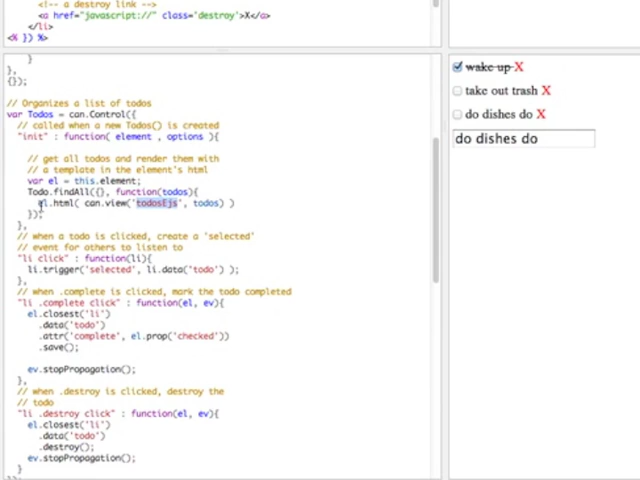 <!-- a destroy link -->
<a href="javascript://" class='destroy'>X</a>
</li>
<% }) %>
}
},
{});
// Organizes a list of todos
var Todos = can.Control({
// called when a new Todos() is created
"init" : function( element , options ){
// get all todos and render them with
// a template in the element's html
var el = this.element;
Todo.findAll({}, function(todos){
el.html( can.view('todosEjs', todos) )
});
},
// when a todo is clicked, create a 'selected'
// event for others to listen to
"li click" : function(li){
li.trigger('selected', li.data('todo') );
},
// when .complete is clicked, mark the todo completed
"li .complete click" : function(el, ev){
el.closest('li')
.data('todo')
.attr('complete', el.prop('checked'))
.save();
ev.stopPropagation();
},
// when .destroy is clicked, destroy the
// todo
"li .destroy click" : function(el, ev){
el.closest('li')
.data('todo')
.destroy();
ev.stopPropagation();
}
wake up X
take out trash X
do dishes do X
do dishes do